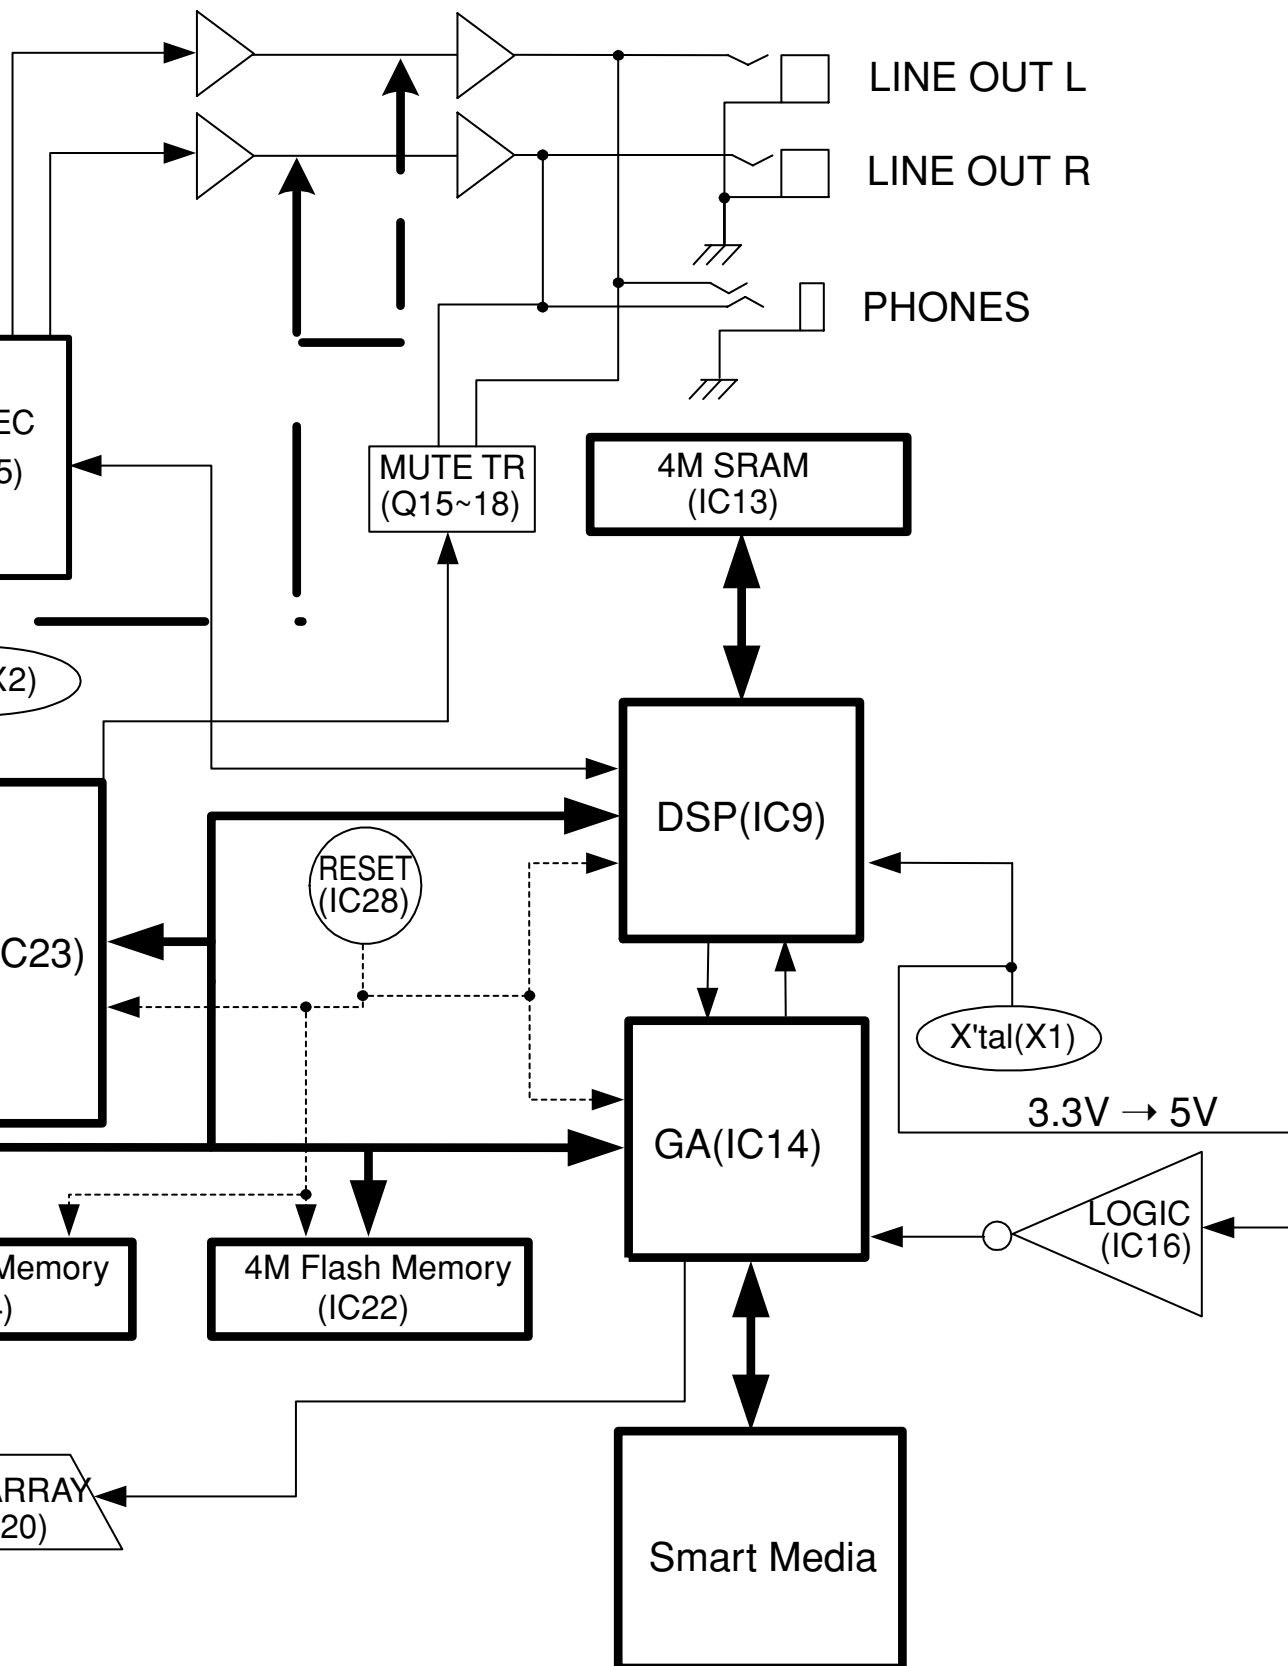 LINE OUT L
LINE OUT R
PHONES
EC
5)
MUTE TR
(Q15~18)
4M SRAM
(IC13)
X2)
DSP(IC9)
RESET
(IC28)
C23)
X'tal(X1)
3.3V → 5V
GA(IC14)
LOGIC
(IC16)
Memory
)
4M Flash Memory
(IC22)
ARRAY
20)
Smart Media